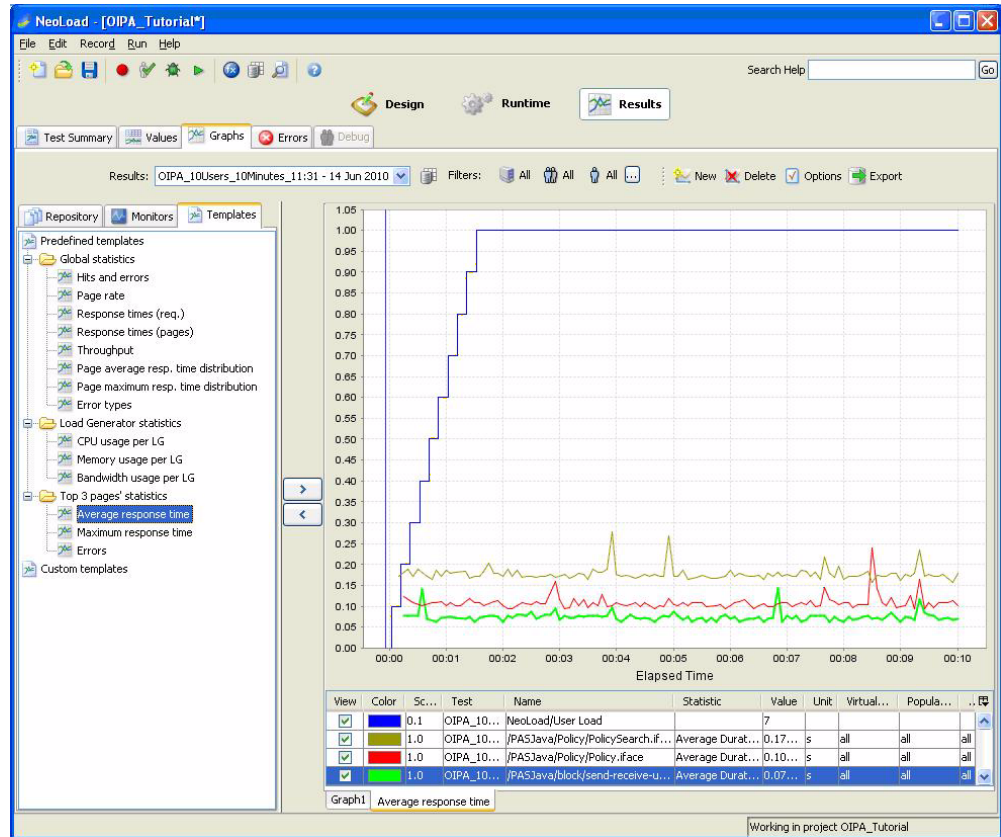 NeoLoad - [OIPA_Tutorial*]
File Edit Record Run Help
Search Help Go
Design Runtime Results
Test Summary Values Graphs Errors Debug
Results: OIPA_10Users_10Minutes_11:31 - 14 Jun 2010 Filters: All All All ... New Delete Options Export
Repository Monitors Templates
Predefined templates
Global statistics
Hits and errors
Page rate
Response times (req.)
Response times (pages)
Throughput
Page average resp. time distribution
Page maximum resp. time distribution
Error types
Load Generator statistics
CPU usage per LG
Memory usage per LG
Bandwidth usage per LG
Top 3 pages' statistics
Average response time
Maximum response time
Errors
Custom templates
>
<
1.05
1.00
0.95
0.90
0.85
0.80
0.75
0.70
0.65
0.60
0.55
0.50
0.45
0.40
0.35
0.30
0.25
0.20
0.15
0.10
0.05
0.00
00:00 00:01 00:02 00:03 00:04 00:05 00:06 00:07 00:08 00:09 00:10
Elapsed Time
View Color Sc... Test Name Statistic Value Unit Virtual... Popula... ..
0.1 OIPA_10... NeoLoad/User Load 7
1.0 OIPA_10... /PASJava/Policy/PolicySearch.if... Average Durat... 0.17... s all all all
1.0 OIPA_10... /PASJava/Policy/Policy.iface Average Durat... 0.10... s all all all
1.0 OIPA_10... /PASJava/block/send-receive-u... Average Durat... 0.07... s all all all
Graph1 Average response time
Working in project OIPA_Tutorial